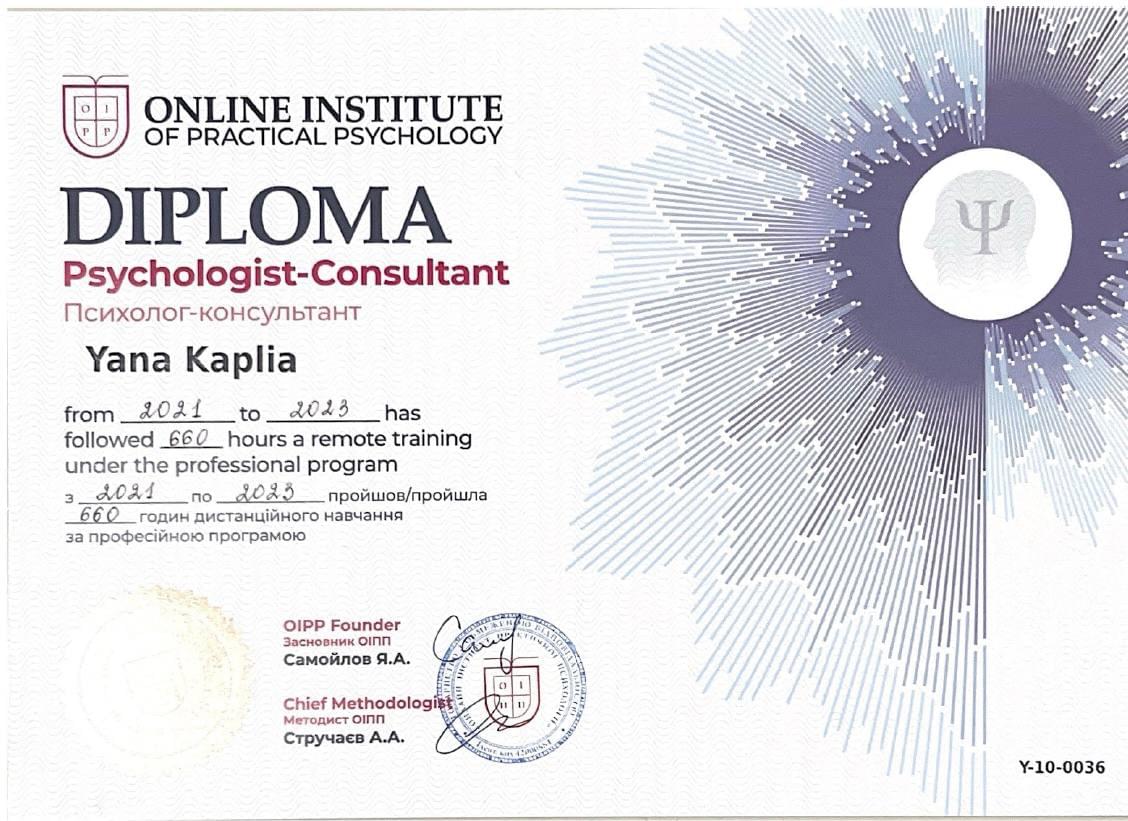 O I
P P
ONLINE INSTITUTE
OF PRACTICAL PSYCHOLOGY
DIPLOMA
Psychologist-Consultant
Психолог-консультант
Yana Kaplia
from 2021 to 2023 has
followed 660 hours a remote training
under the professional program
з 2021 по 2023 пройшов/пройшла
660 годин дистанційного навчання
за професійною програмою
OIPP Founder
Засновник ОІПП
Самойлов Я.А.
Chief Methodologist
Методист ОІПП
Стручаєв А.А.
О І
П П
Ψ
Y-10-0036